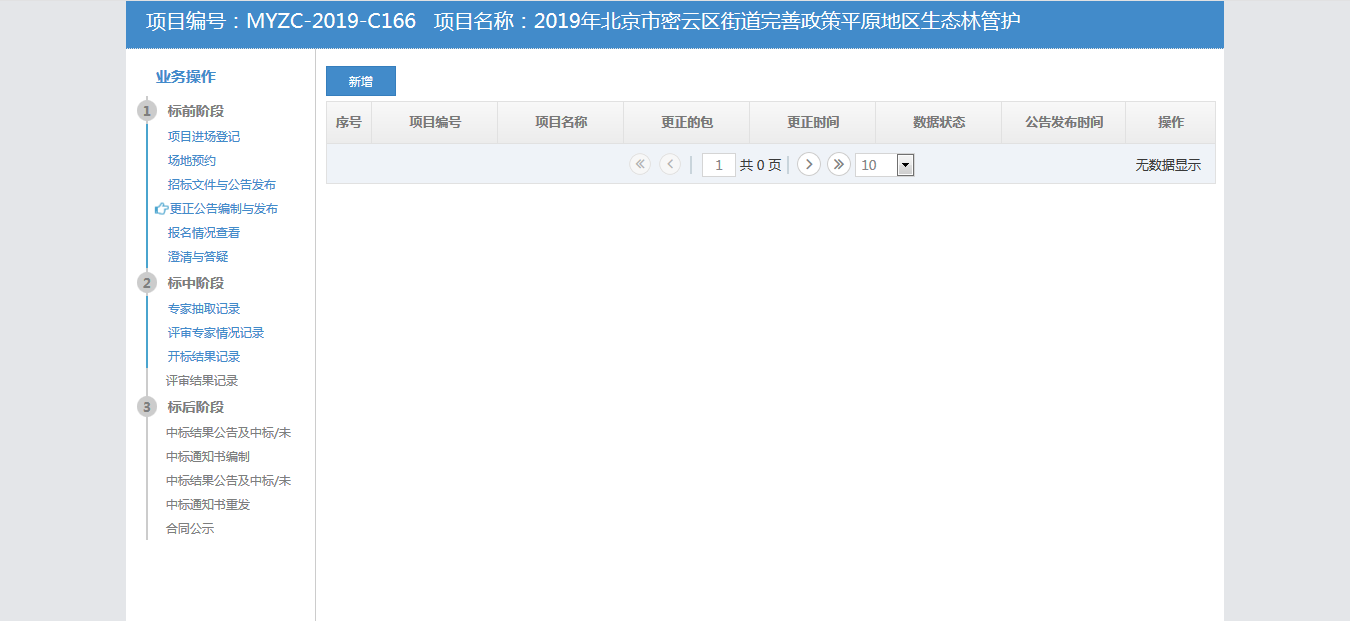 项目编号：MYZC-2019-C166 项目名称：2019年北京市密云区街道完善政策平原地区生态林管护
业务操作
1 标前阶段
项目进场登记
场地预约
招标文件与公告发布
更正公告编制与发布
报名情况查看
澄清与答疑
2 标中阶段
专家抽取记录
评审专家情况记录
开标结果记录
评审结果记录
3 标后阶段
中标结果公告及中标/未
中标通知书编制
中标结果公告及中标/未
中标通知书重发
合同公示
新增
序号 项目编号 项目名称 更正的包 更正时间 数据状态 公告发布时间 操作
1 共 0 页 10 无数据显示